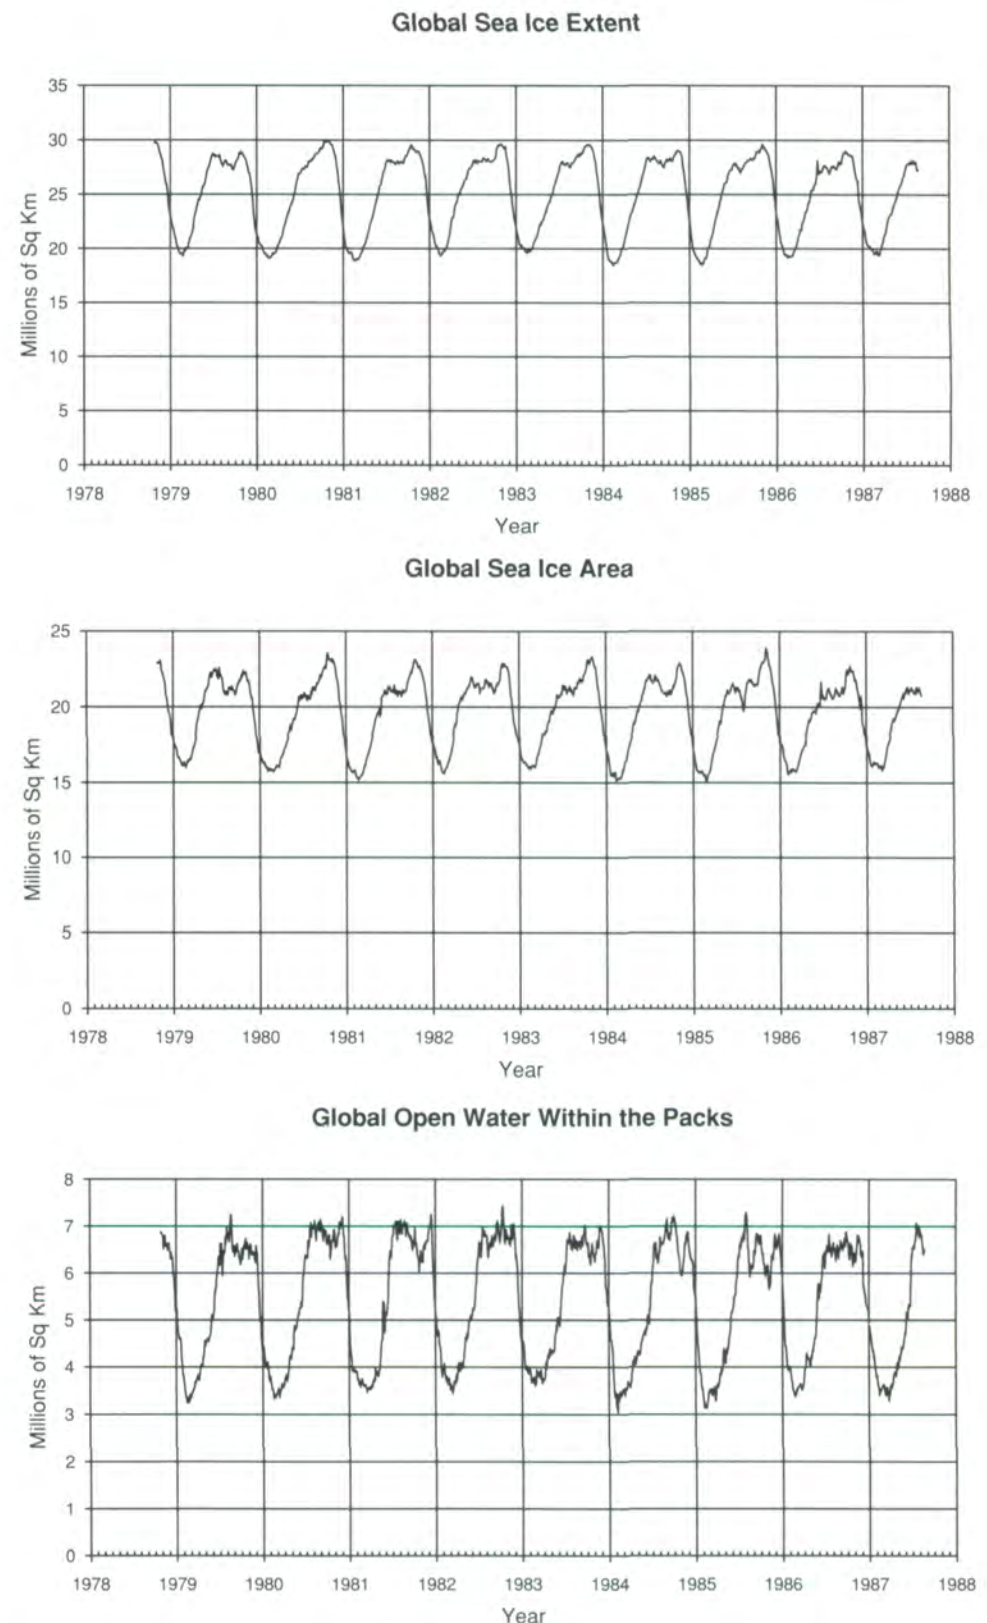 Global Sea Ice Extent
35
30
25
20
15
10
5
0
Millions of Sq Km
1978 1979 1980 1981 1982 1983 1984 1985 1986 1987 1988
Year
Global Sea Ice Area
25
20
15
10
5
0
Millions of Sq Km
1978 1979 1980 1981 1982 1983 1984 1985 1986 1987 1988
Year
Global Open Water Within the Packs
8
7
6
5
4
3
2
1
0
Millions of Sq Km
1978 1979 1980 1981 1982 1983 1984 1985 1986 1987 1988
Year